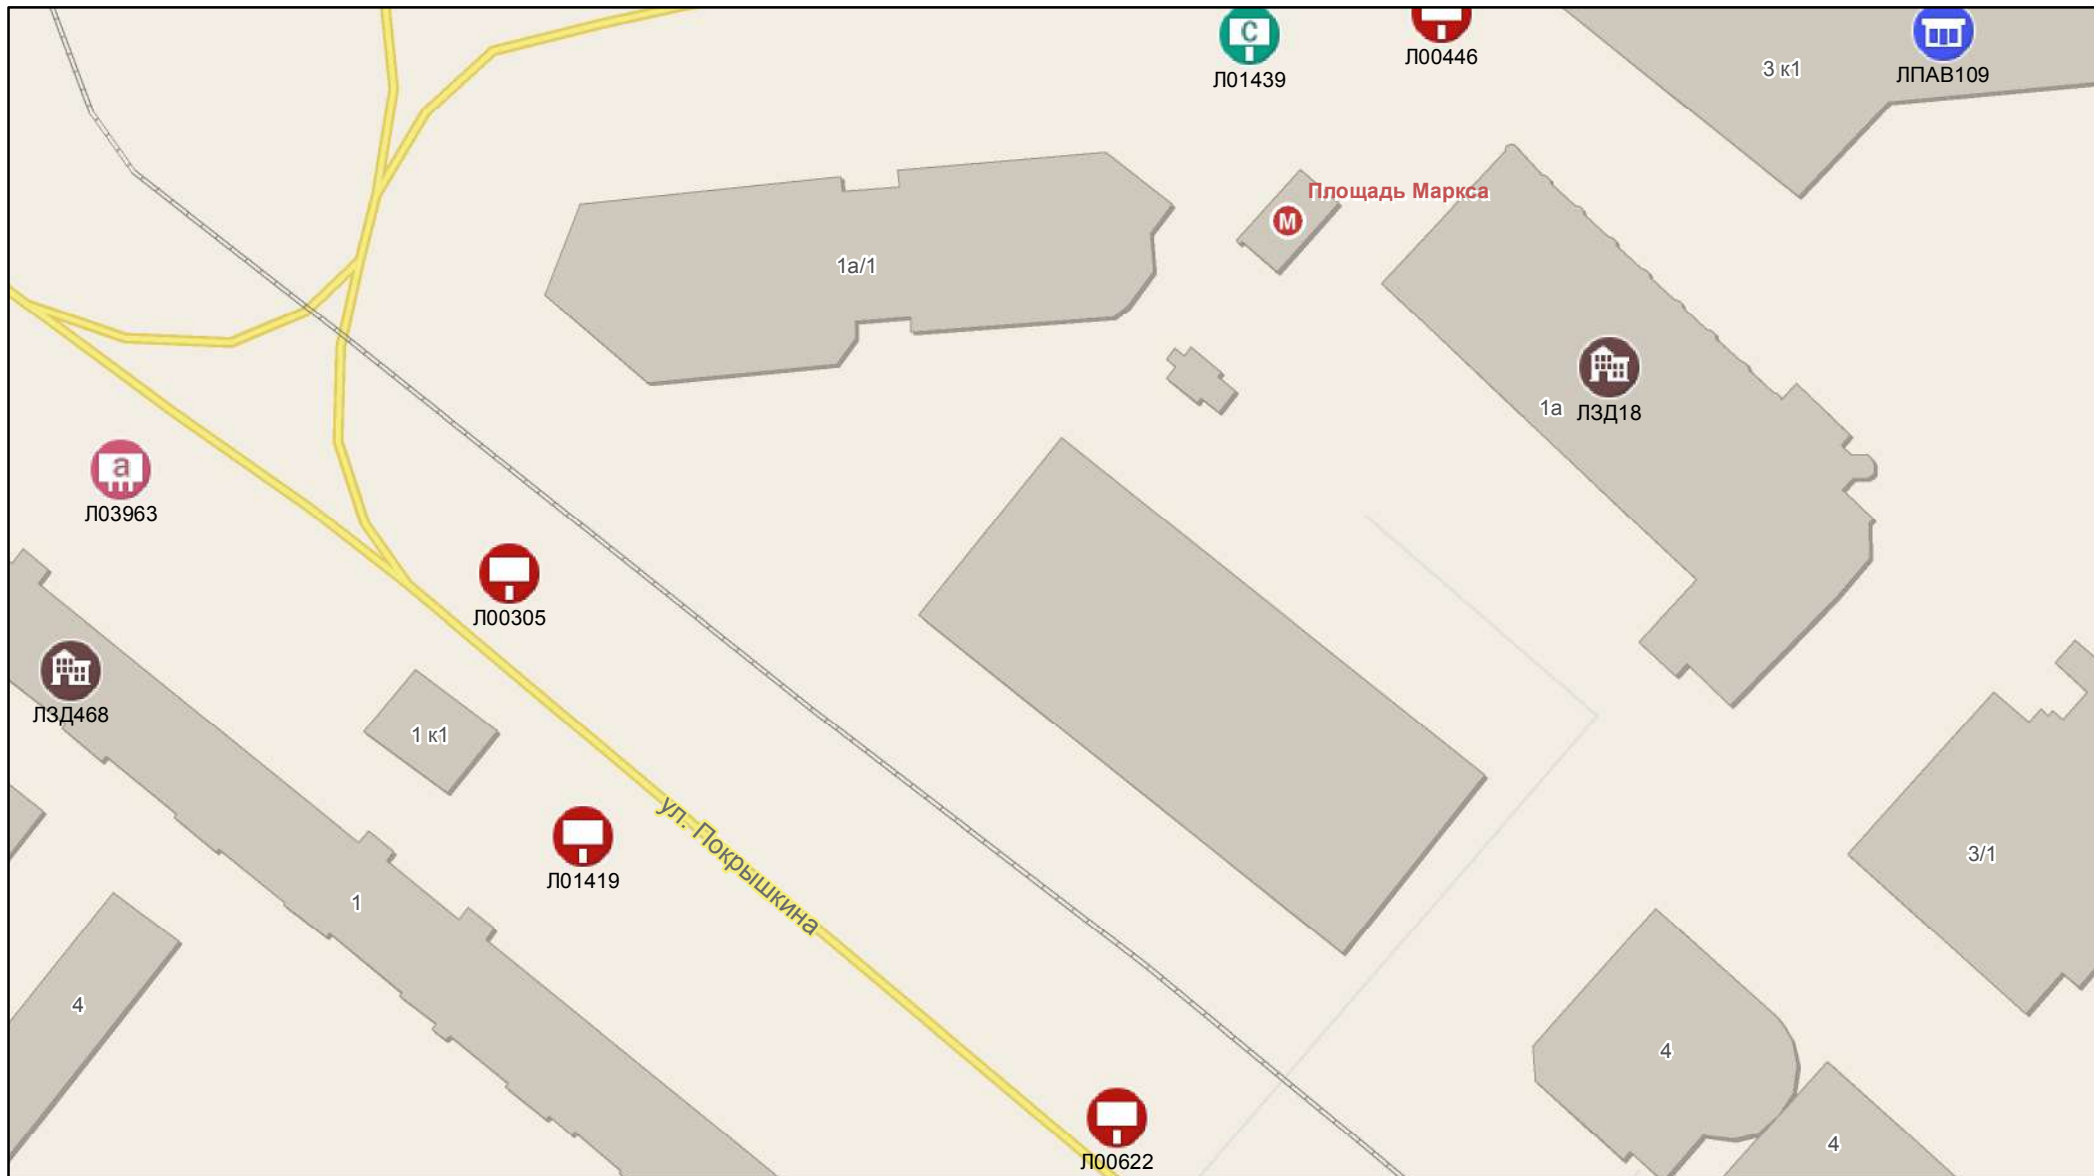 С
Л01439
Л00446
3 к1
ЛПАВ109
Площадь Маркса
М
1а/1
1а
ЛЗД18
а
Л03963
Л00305
ЛЗД468
1 к1
Л01419
ул. Покрышкина
3/1
1
4
4
Л00622
4